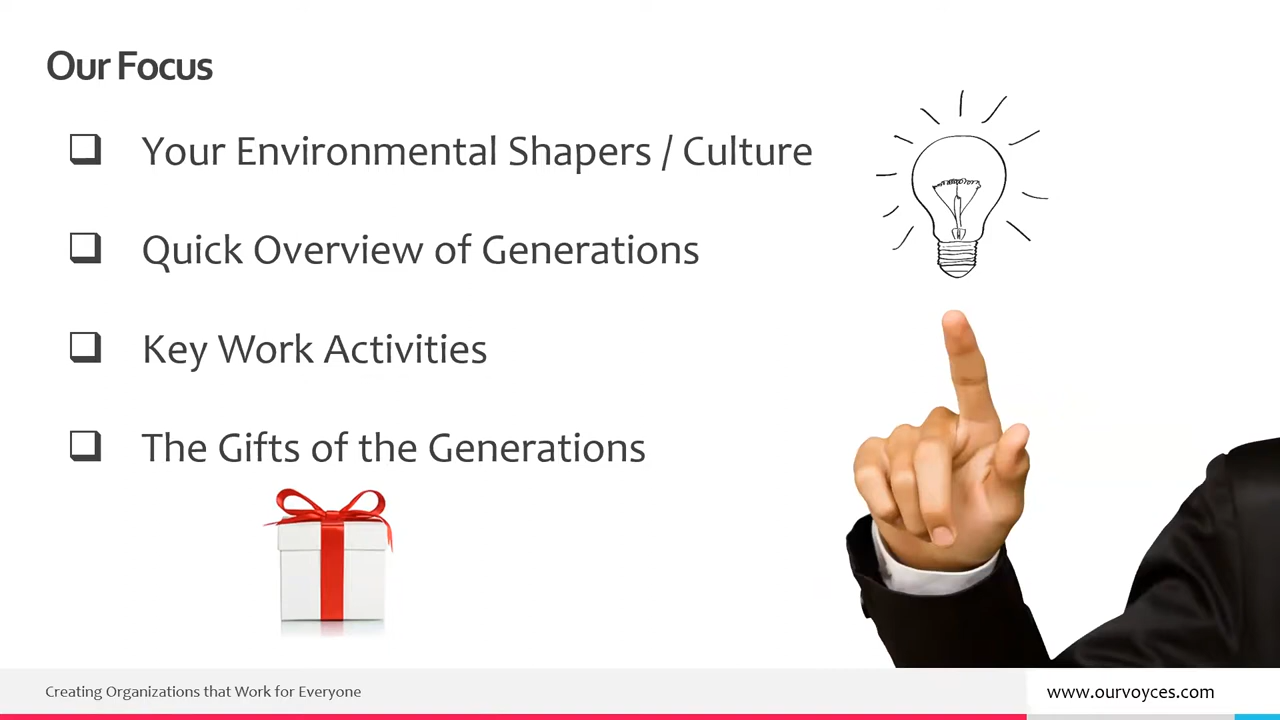 Our Focus
Your Environmental Shapers / Culture
Quick Overview of Generations
Key Work Activities
The Gifts of the Generations
Creating Organizations that Work for Everyone
www.ourvoyces.com